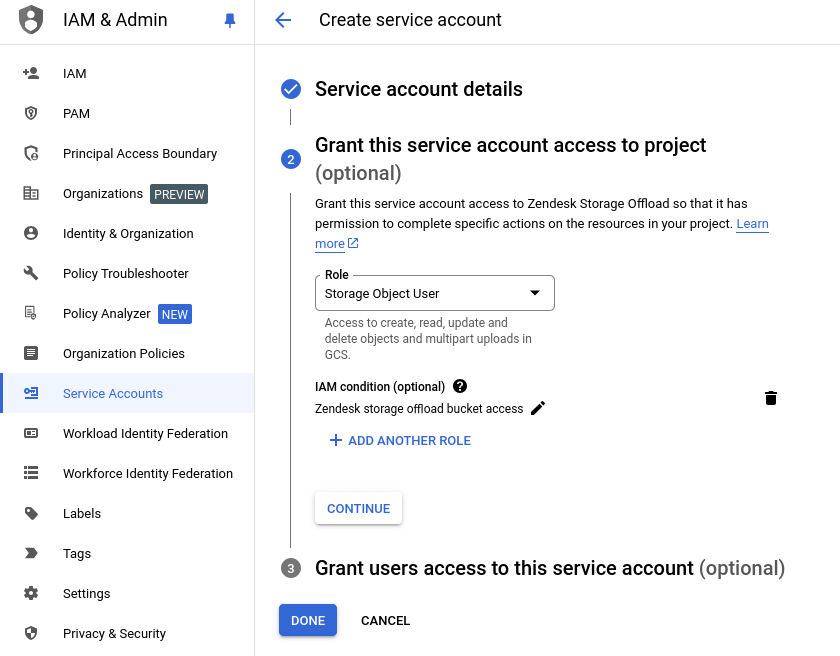 IAM & Admin
Create service account
IAM
PAM
Principal Access Boundary
Organizations PREVIEW
Identity & Organization
Policy Troubleshooter
Policy Analyzer NEW
Organization Policies
Service Accounts
Workload Identity Federation
Workforce Identity Federation
Labels
Tags
Settings
Privacy & Security
Service account details
2
Grant this service account access to project
(optional)
Grant this service account access to Zendesk Storage Offload so that it has
permission to complete specific actions on the resources in your project. Learn
more
Role
Storage Object User
Access to create, read, update and
delete objects and multipart uploads in
GCS.
IAM condition (optional) ?
Zendesk storage offload bucket access
+ ADD ANOTHER ROLE
CONTINUE
3 Grant users access to this service account (optional)
DONE CANCEL